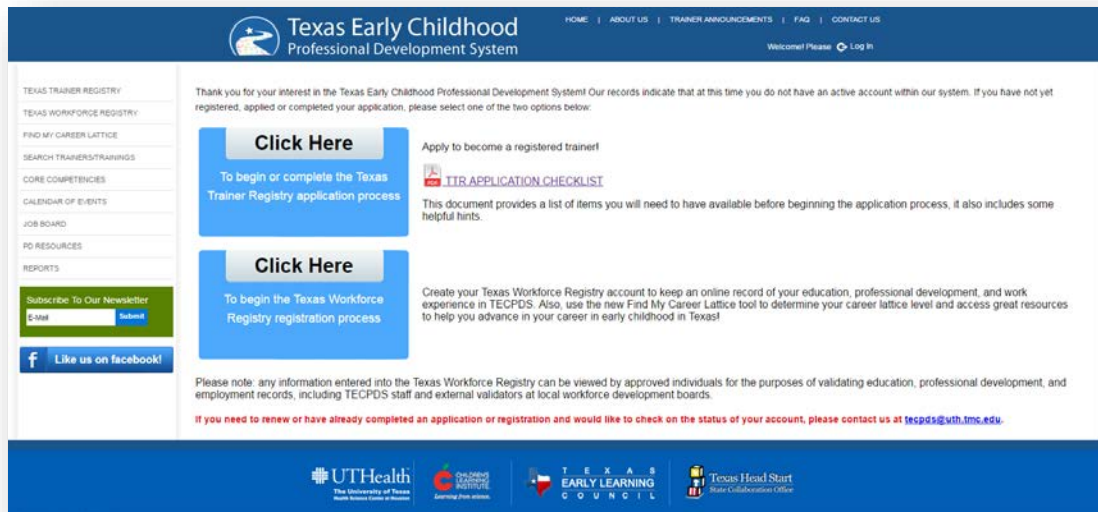 Texas Early Childhood
Professional Development System
HOME | ABOUT US | TRAINER ANNOUNCEMENTS | FAQ | CONTACT US
Welcome! Please Log In
TEXAS TRAINER REGISTRY
TEXAS WORKFORCE REGISTRY
FIND MY CAREER LATTICE
SEARCH TRAINERS/TRAININGS
CORE COMPETENCIES
CALENDAR OF EVENTS
JOB BOARD
PD RESOURCES
REPORTS
Subscribe To Our Newsletter
E-Mail Submit
f Like us on facebook!
Thank you for your interest in the Texas Early Childhood Professional Development System! Our records indicate that at this time you do not have an active account within our system. If you have not yet
registered, applied or completed your application, please select one of the two options below:
Click Here
To begin or complete the Texas
Trainer Registry application process
Apply to become a registered trainer!
PDF TTR APPLICATION CHECKLIST
This document provides a list of items you will need to have available before beginning the application process, it also includes some
helpful hints.
Click Here
To begin the Texas Workforce
Registry registration process
Create your Texas Workforce Registry account to keep an online record of your education, professional development, and work
experience in TECPDS. Also, use the new Find My Career Lattice tool to determine your career lattice level and access great resources
to help you advance in your career in early childhood in Texas!
Please note: any information entered into the Texas Workforce Registry can be viewed by approved individuals for the purposes of validating education, professional development, and
employment records, including TECPDS staff and external validators at local workforce development boards.
If you need to renew or have already completed an application or registration and would like to check on the status of your account, please contact us at tecpds@uth.tmc.edu.
UTHealth
The University of Texas
Health Science Center at Houston
CHILDREN'S
LEARNING
INSTITUTE
Learning from science.
TEXAS
EARLY LEARNING
COUNCIL
Texas Head Start
State Collaboration Office